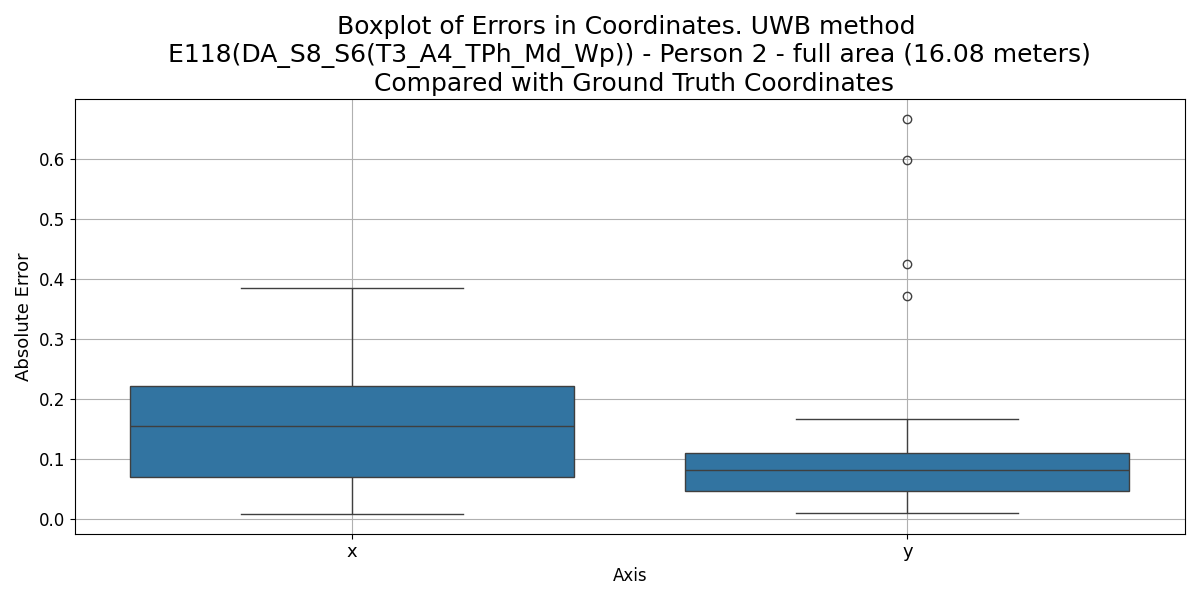 Boxplot of Errors in Coordinates. UWB method
E118(DA_S8_S6(T3_A4_TPh_Md_Wp)) - Person 2 - full area (16.08 meters)
Compared with Ground Truth Coordinates
0.6
0.5
0.4
0.3
0.2
0.1
0.0
Absolute Error
x
y
Axis